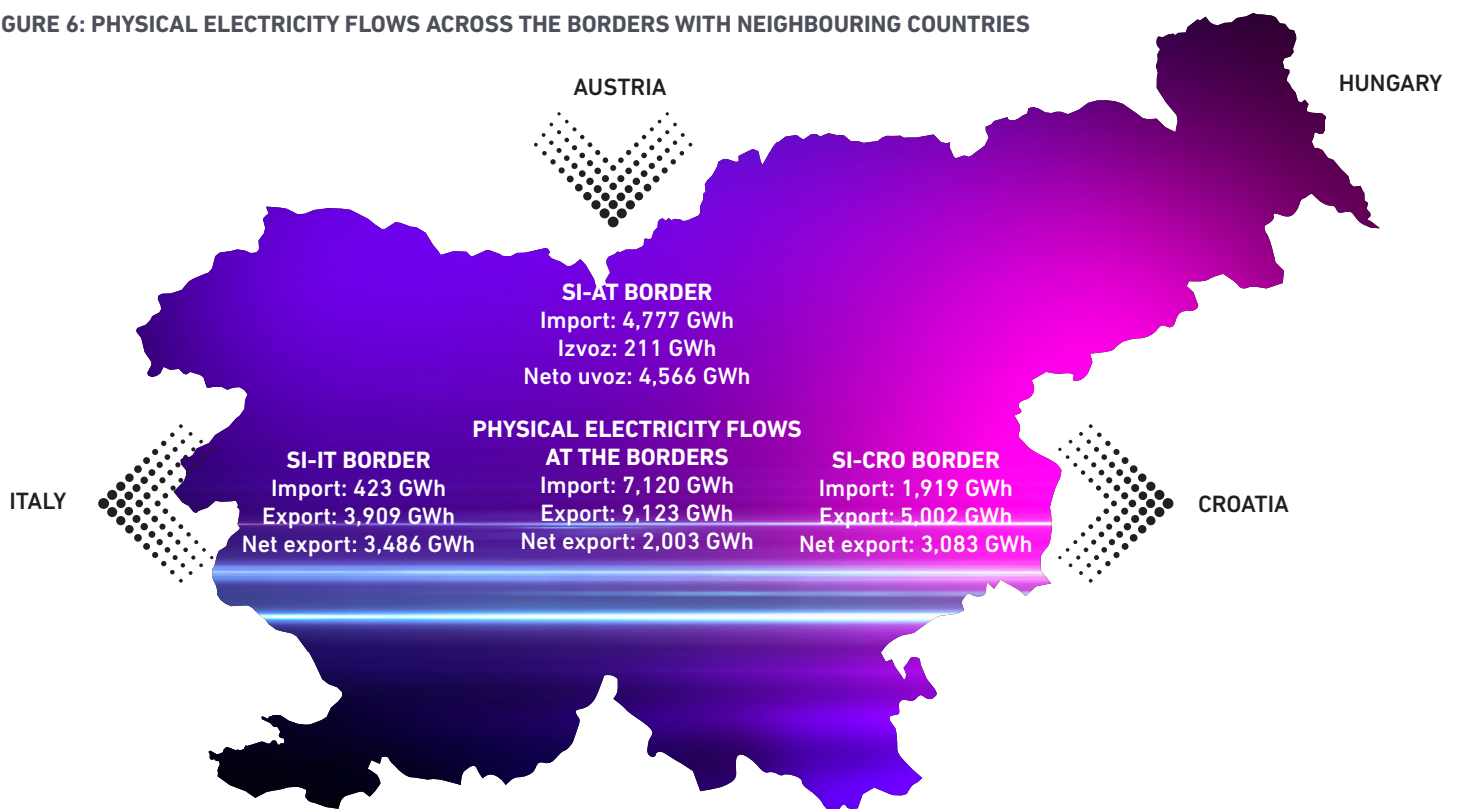 GURE 6: PHYSICAL ELECTRICITY FLOWS ACROSS THE BORDERS WITH NEIGHBOURING COUNTRIES
AUSTRIA
HUNGARY
SI-AT BORDER
Import: 4,777 GWh
Izvoz: 211 GWh
Neto uvoz: 4,566 GWh
ITALY
SI-IT BORDER
Import: 423 GWh
Export: 3,909 GWh
Net export: 3,486 GWh
PHYSICAL ELECTRICITY FLOWS
AT THE BORDERS
Import: 7,120 GWh
Export: 9,123 GWh
Net export: 2,003 GWh
SI-CRO BORDER
Import: 1,919 GWh
Export: 5,002 GWh
Net export: 3,083 GWh
CROATIA